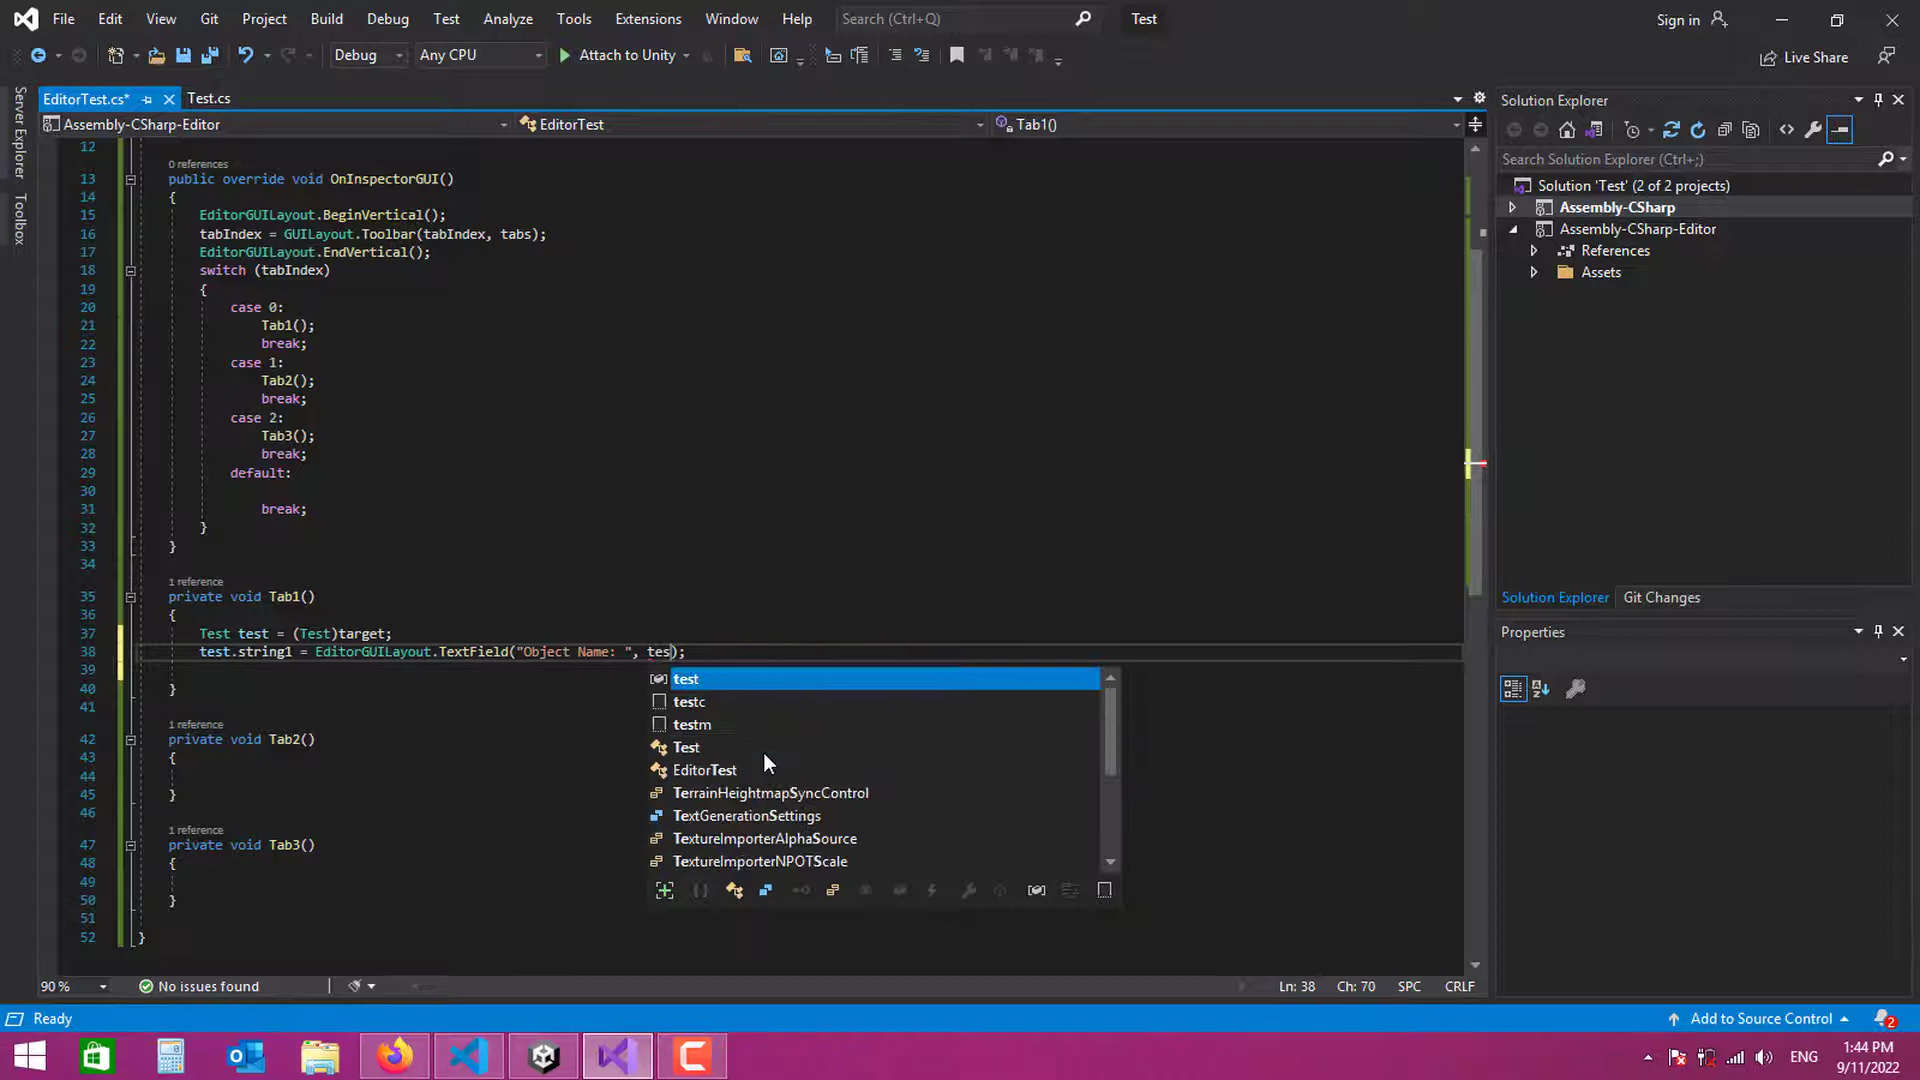 File Edit View Git Project Build Debug Test Analyze Tools Extensions Window Help Search (Ctrl+Q) Test Sign in
Debug Any CPU Attach to Unity Live Share
Server Explorer
Toolbox
EditorTest.cs* Test.cs
Assembly-CSharp-Editor EditorTest Tab1()
12
0 references
13 public override void OnInspectorGUI()
14 {
15 EditorGUILayout.BeginVertical();
16 tabIndex = GUILayout.Toolbar(tabIndex, tabs);
17 EditorGUILayout.EndVertical();
18 switch (tabIndex)
19 {
20 case 0:
21 Tab1();
22 break;
23 case 1:
24 Tab2();
25 break;
26 case 2:
27 Tab3();
28 break;
29 default:
30
31 break;
32 }
33 }
34
1 reference
35 private void Tab1()
36 {
37 Test test = (Test)target;
38 test.string1 = EditorGUILayout.TextField("Object Name: ", tes);
39
40 }
41
1 reference
42 private void Tab2()
43 {
44
45 }
46
1 reference
47 private void Tab3()
48 {
49
50 }
51
52 }
test
testc
testm
Test
EditorTest
TerrainHeightmapSyncControl
TextGenerationSettings
TextureImporterAlphaSource
TextureImporterNPOTScale
90 % No issues found Ln: 38 Ch: 70 SPC CRLF
Solution Explorer
Search Solution Explorer (Ctrl+;)
Solution 'Test' (2 of 2 projects)
Assembly-CSharp
Assembly-CSharp-Editor
References
Assets
Solution Explorer Git Changes
Properties
Ready Add to Source Control 2
ENG 1:44 PM
9/11/2022